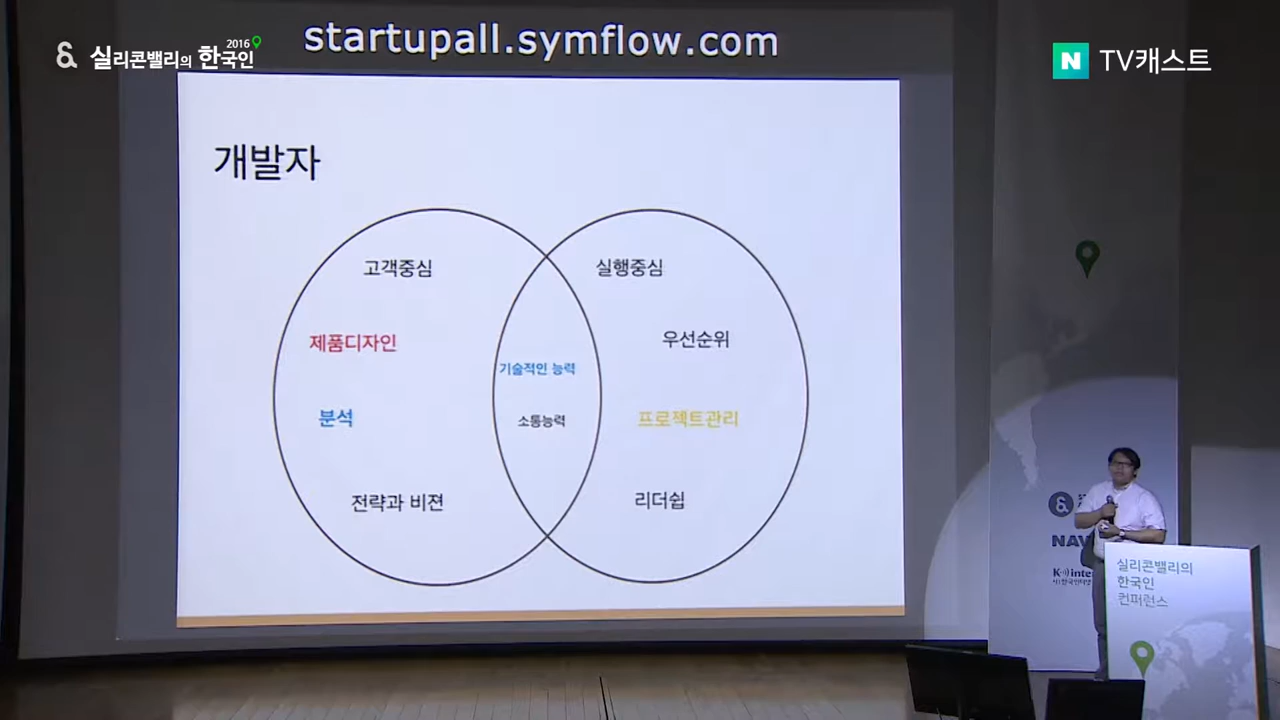 startupall.symflow.com
실리콘밸리의 한국인 2016
N TV캐스트
개발자
고객중심
실행중심
제품디자인
우선순위
기술적인 능력
분석
소통능력
프로젝트관리
전략과 비젼
리더쉽
NAV
K inte
실리콘밸리의
한국인
컨퍼런스